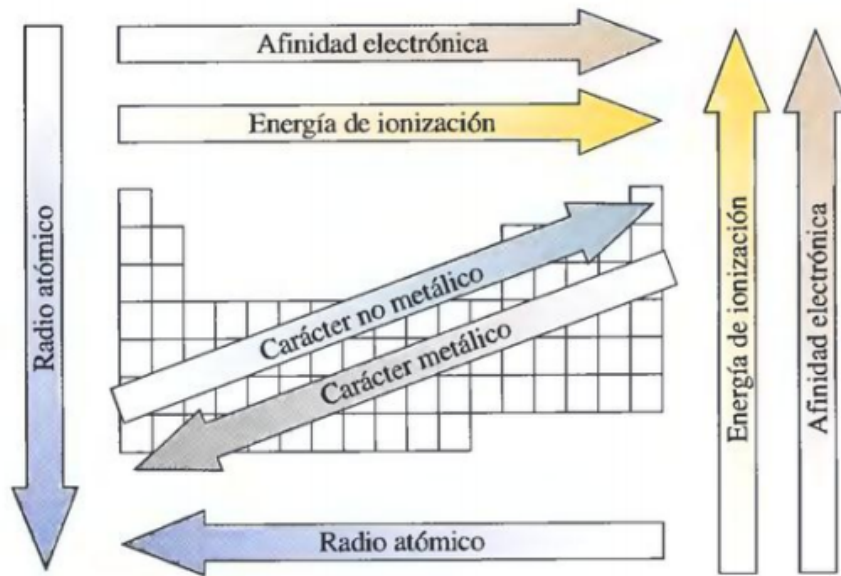 Afinidad electrónica
Energía de ionización
Radio atómico
Carácter no metálico
Carácter metálico
Energía de ionización
Afinidad electrónica
Radio atómico